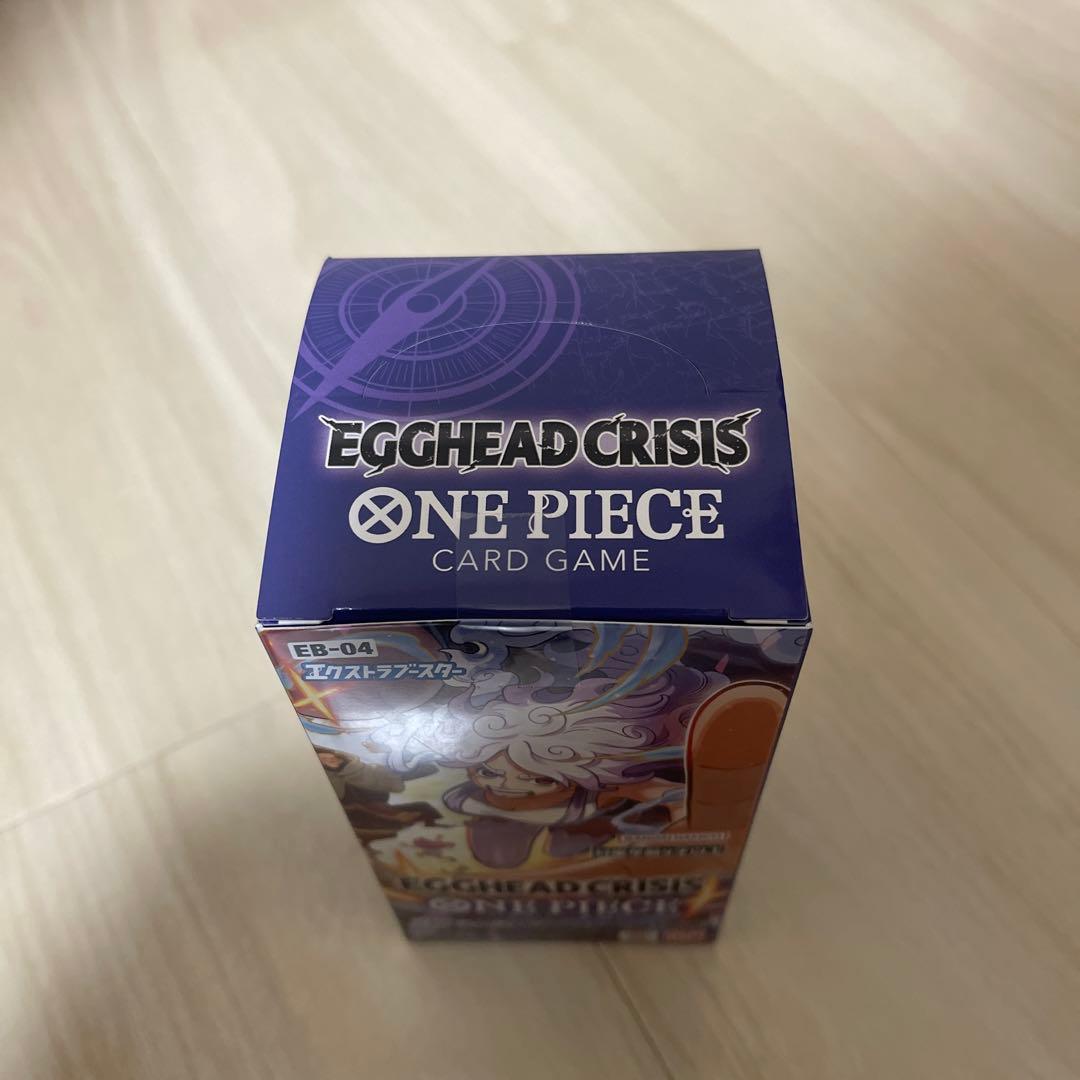 EGGHEAD CRISIS
ONE PIECE
CARD GAME
EB-04
エクストラブースター
EGGHEAD CRISIS
ONE PIECE